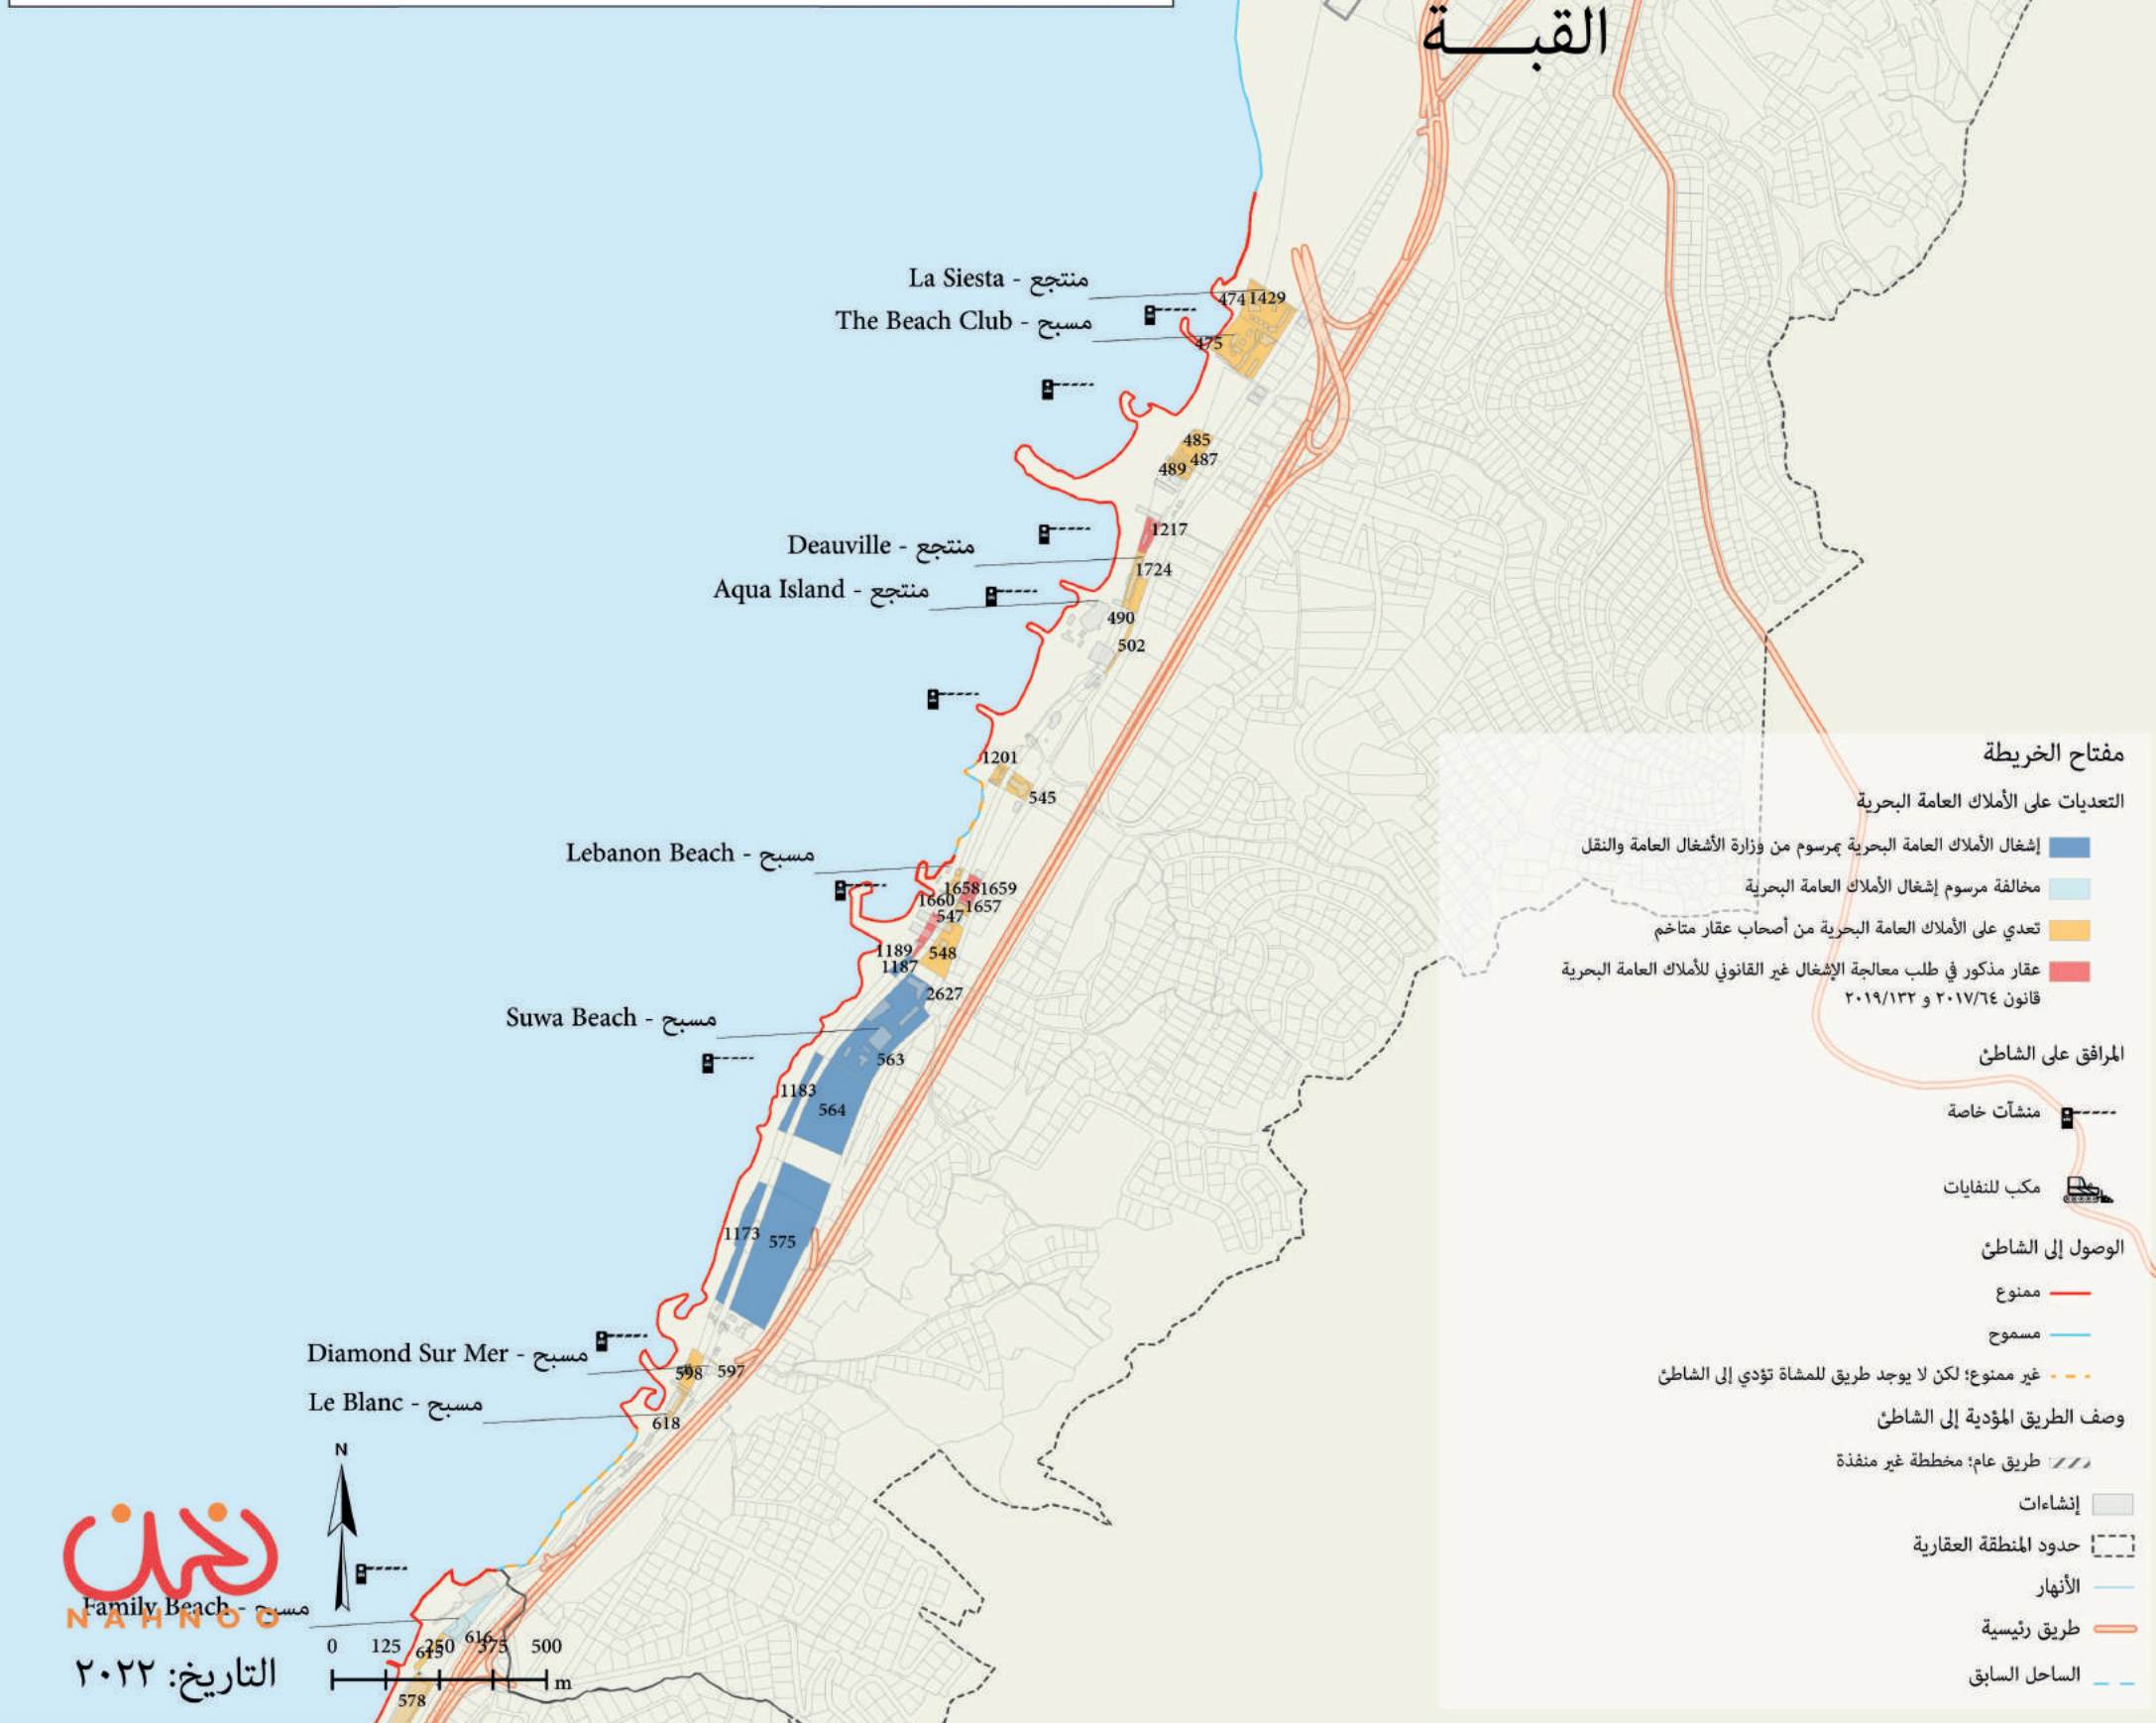 القبـــــة
La Siesta - منتجع
474
1429
The Beach Club - مسبح
475
485
487
489
1217
Deauville - منتجع
1724
Aqua Island - منتجع
490
502
1201
545
Lebanon Beach - مسبح
1658
1659
1660
1657
547
1189
548
1187
2627
Suwa Beach - مسبح
563
1183
564
1173
575
Diamond Sur Mer - مسبح
598
597
Le Blanc - مسبح
618
N
Family Beach - مسبح
616
615
578
نحن
NAHNOO
0 125 250 375 500
m
التاريخ: ٢٠٢٢
مفتاح الخريطة
التعديات على الأملاك العامة البحرية
إشغال الأملاك العامة البحرية بمرسوم من وزارة الأشغال العامة والنقل
مخالفة مرسوم إشغال الأملاك العامة البحرية
تعدي على الأملاك العامة البحرية من أصحاب عقار متاخم
عقار مذكور في طلب معالجة الإشغال غير القانوني للأملاك العامة البحرية
قانون ٢٠١٧/٦٤ و ٢٠١٩/١٣٢
المرافق على الشاطئ
منشآت خاصة
مكب للنفايات
الوصول إلى الشاطئ
ممنوع
مسموح
غير ممنوع؛ لكن لا يوجد طريق للمشاة تؤدي إلى الشاطئ
وصف الطريق المؤدية إلى الشاطئ
طريق عام؛ مخططة غير منفذة
إنشاءات
حدود المنطقة العقارية
الأنهار
طريق رئيسية
الساحل السابق